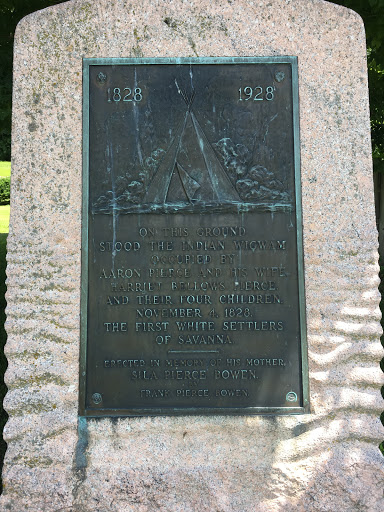 1828 1928
ON THIS GROUND
STOOD THE INDIAN WIGWAM
OCCUPIED BY
AARON PIERCE AND HIS WIFE,
HARRIET BELLOWS PIERCE,
AND THEIR FOUR CHILDREN,
NOVEMBER 4, 1828.
THE FIRST WHITE SETTLERS
OF SAVANNA.
ERECTED IN MEMORY OF HIS MOTHER,
SILA PIERCE BOWEN.
FRANK PIERCE BOWEN.